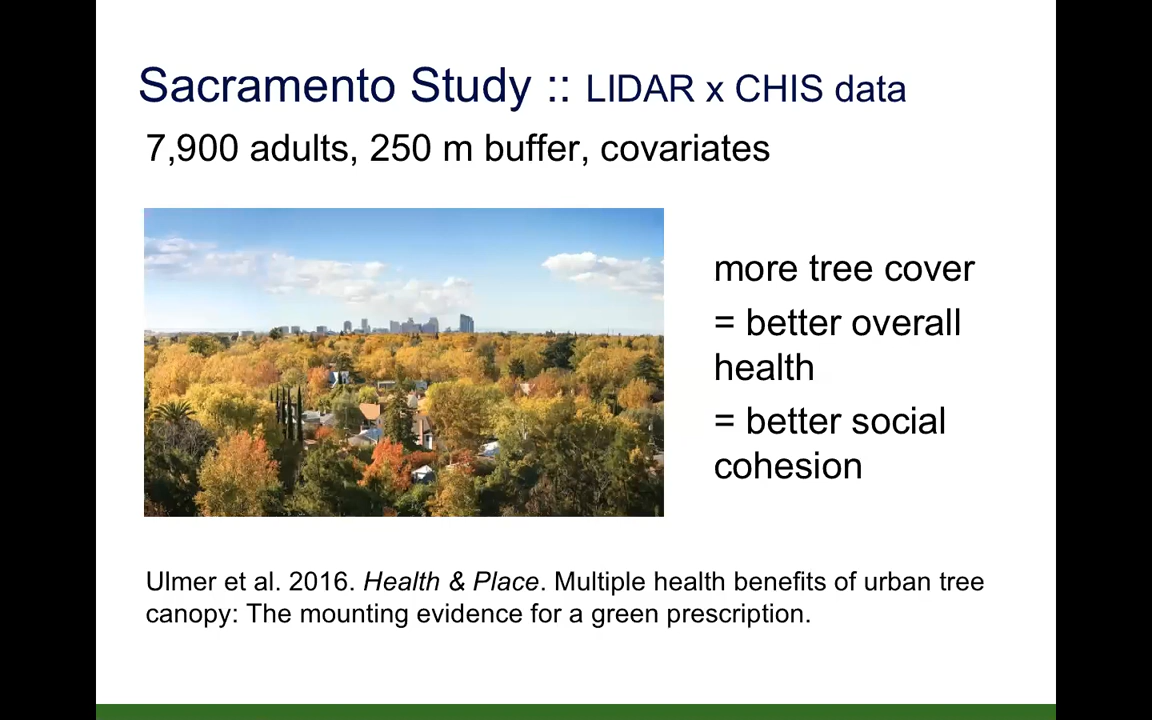 Sacramento Study :: LIDAR x CHIS data
7,900 adults, 250 m buffer, covariates
more tree cover
= better overall
health
= better social
cohesion
Ulmer et al. 2016. Health & Place. Multiple health benefits of urban tree
canopy: The mounting evidence for a green prescription.